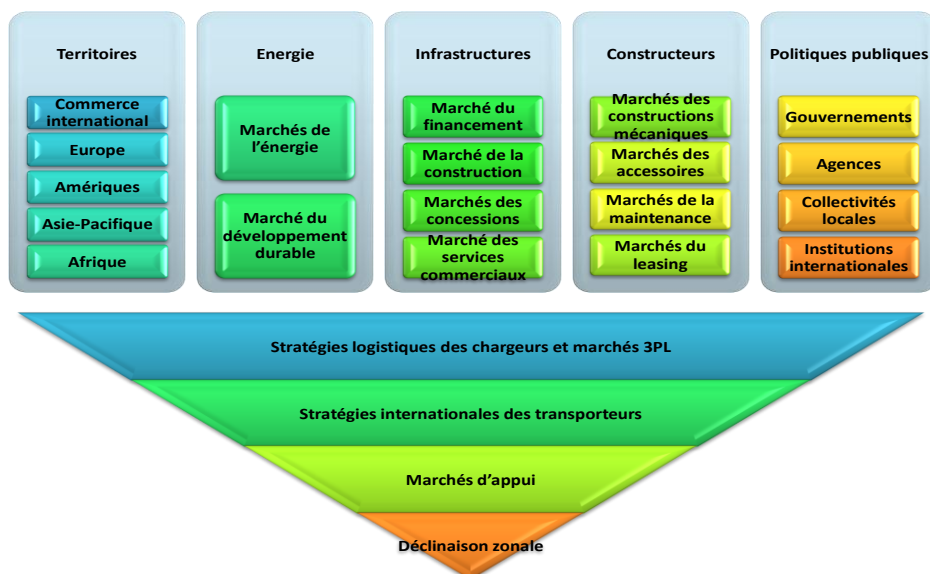 Territoires
Commerce
international
Europe
Amériques
Asie-Pacifique
Afrique
Energie
Marchés de
l'énergie
Marché du
développement
durable
Infrastructures
Marché du
financement
Marché de la
construction
Marchés des
concessions
Marché des
services
commerciaux
Constructeurs
Marchés des
constructions
mécaniques
Marchés des
accessoires
Marchés de la
maintenance
Marchés du
leasing
Politiques publiques
Gouvernements
Agences
Collectivités
locales
Institutions
internationales
Stratégies logistiques des chargeurs et marchés 3PL
Stratégies internationales des transporteurs
Marchés d'appui
Déclinaison zonale